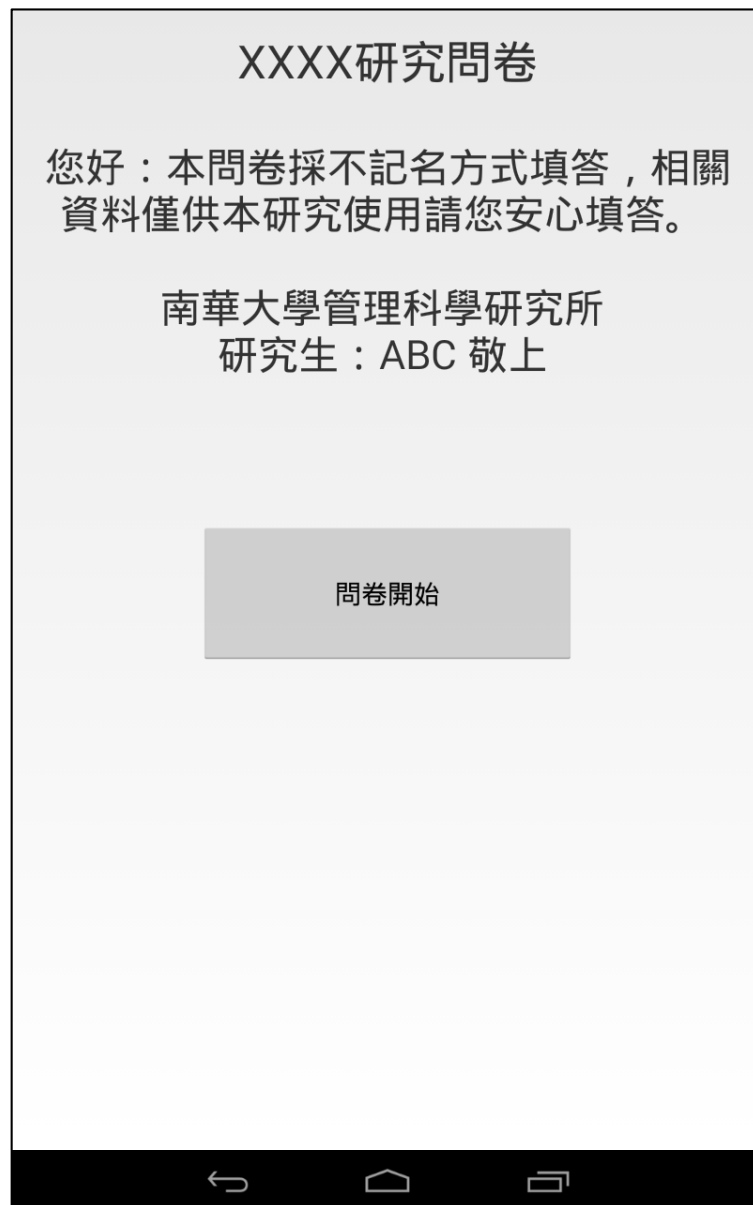 XXXX研究問卷
您好：本問卷採不記名方式填答，相關
資料僅供本研究使用請您安心填答。
南華大學管理科學研究所
研究生：ABC 敬上
問卷開始